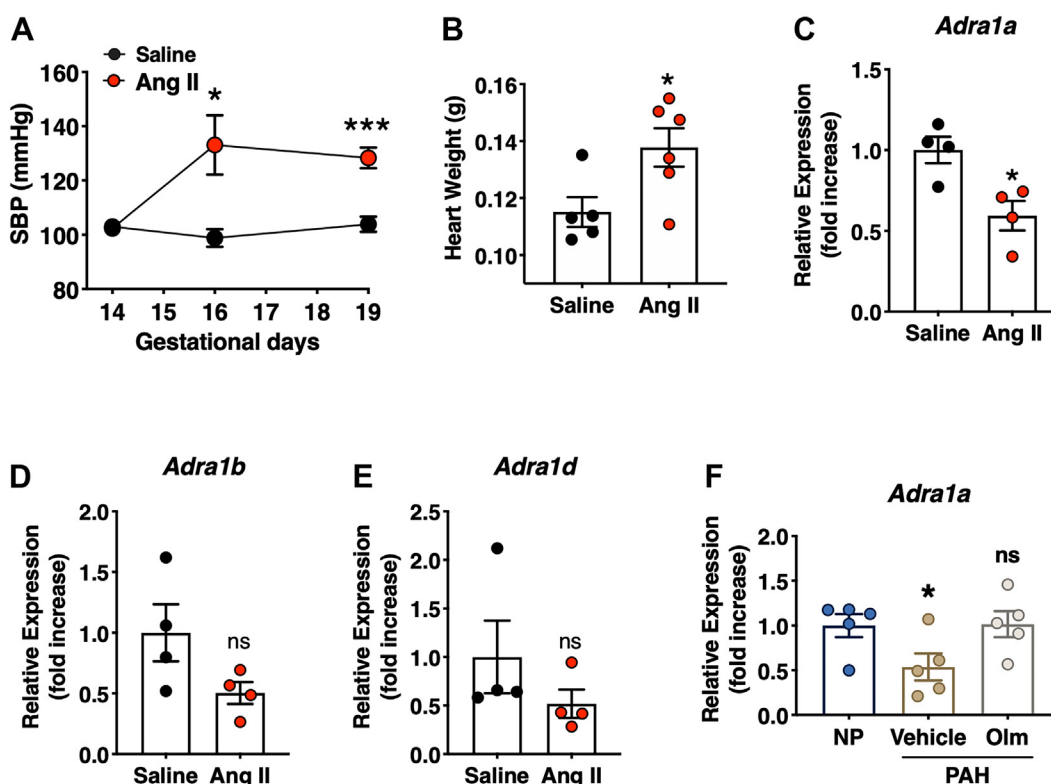 A
Saline
Ang II
SBP (mmHg)
160
140
120
100
80
*
***
14 15 16 17 18 19
Gestational days
B
Heart Weight (g)
0.16
0.14
0.12
0.10
*
Saline Ang II
C
Adra1a
Relative Expression
(fold increase)
1.5
1.0
0.5
0.0
*
Saline Ang II
D
Adra1b
Relative Expression
(fold increase)
2.0
1.5
1.0
0.5
0.0
ns
Saline Ang II
E
Adra1d
Relative Expression
(fold increase)
2.5
2.0
1.5
1.0
0.5
0.0
ns
Saline Ang II
F
Adra1a
Relative Expression
(fold increase)
2.0
1.5
1.0
0.5
0.0
*
ns
NP Vehicle Olm
PAH